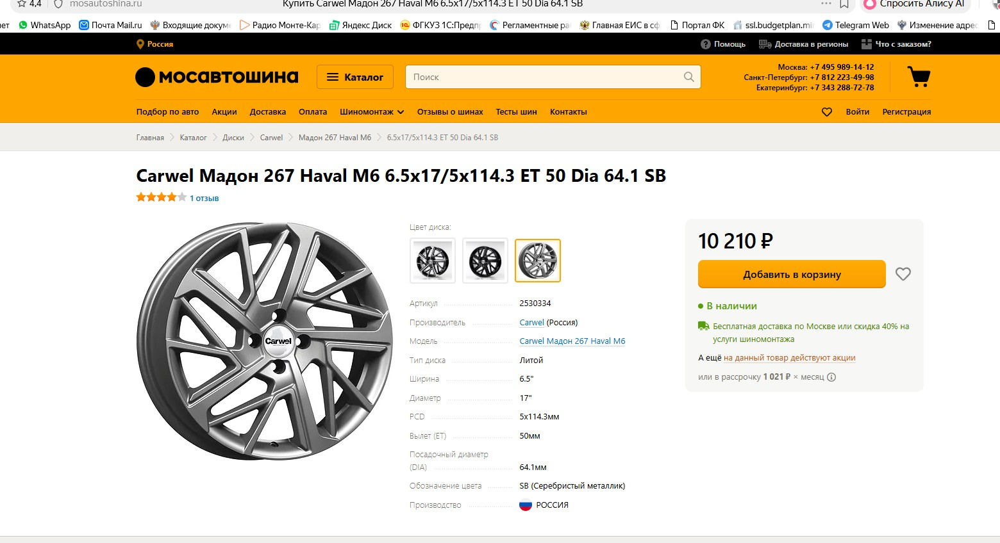 4,4 mosautoshina.ru Купить Carwel Мадон 267 Haval M6 6.5x17/5x114.3 ET 50 Dia 64.1 SB Спросить Алису AI
WhatsApp Почта Mail.ru Входящие докуме Радио Монте-Кар Яндекс Диск ФГКУЗ 1С:Предпр Регламентные ра Главная ЕИС в сф Портал ФК ssl.budgetplan.mi Telegram Web Изменение адрес
Россия Помощь Доставка в регионы Что с заказом?
МОСАВТОШИНА Каталог Поиск
Москва: +7 495 989-14-12
Санкт-Петербург: +7 812 223-49-98
Екатеринбург: +7 343 288-72-78
Подбор по авто Акции Доставка Оплата Шиномонтаж Отзывы о шинах Тесты шин Контакты Войти Регистрация
Главная Каталог Диски Carwel Мадон 267 Haval M6 6.5x17/5x114.3 ET 50 Dia 64.1 SB
Carwel Мадон 267 Haval M6 6.5x17/5x114.3 ET 50 Dia 64.1 SB
1 отзыв
Carwel
Цвет диска:
Артикул 2530334
Производитель Carwel (Россия)
Модель Carwel Мадон 267 Haval M6
Тип диска Литой
Ширина 6.5"
Диаметр 17"
PCD 5x114.3мм
Вылет (ET) 50мм
Посадочный диаметр
(DIA) 64.1мм
Обозначение цвета SB (Серебристый металлик)
Производство РОССИЯ
10 210 ₽
Добавить в корзину
В наличии
Бесплатная доставка по Москве или скидка 40% на
услуги шиномонтажа
А ещё на данный товар действуют акции
или в рассрочку 1 021 ₽ × месяц